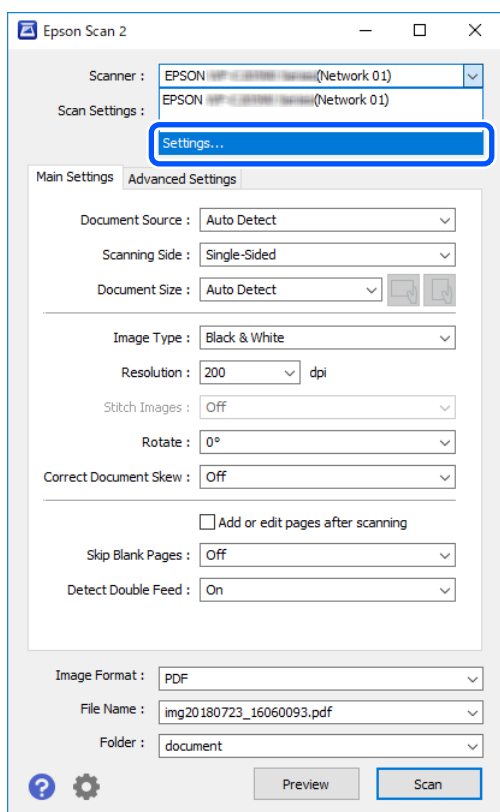 Epson Scan 2
Scanner : EPSON (Network 01)
EPSON (Network 01)
Scan Settings :
Settings...
Main Settings Advanced Settings
Document Source : Auto Detect
Scanning Side : Single-Sided
Document Size : Auto Detect
Image Type : Black & White
Resolution : 200 dpi
Stitch Images : Off
Rotate : 0°
Correct Document Skew : Off
Add or edit pages after scanning
Skip Blank Pages : Off
Detect Double Feed : On
Image Format : PDF
File Name : img20180723_16060093.pdf
Folder : document
? Preview Scan